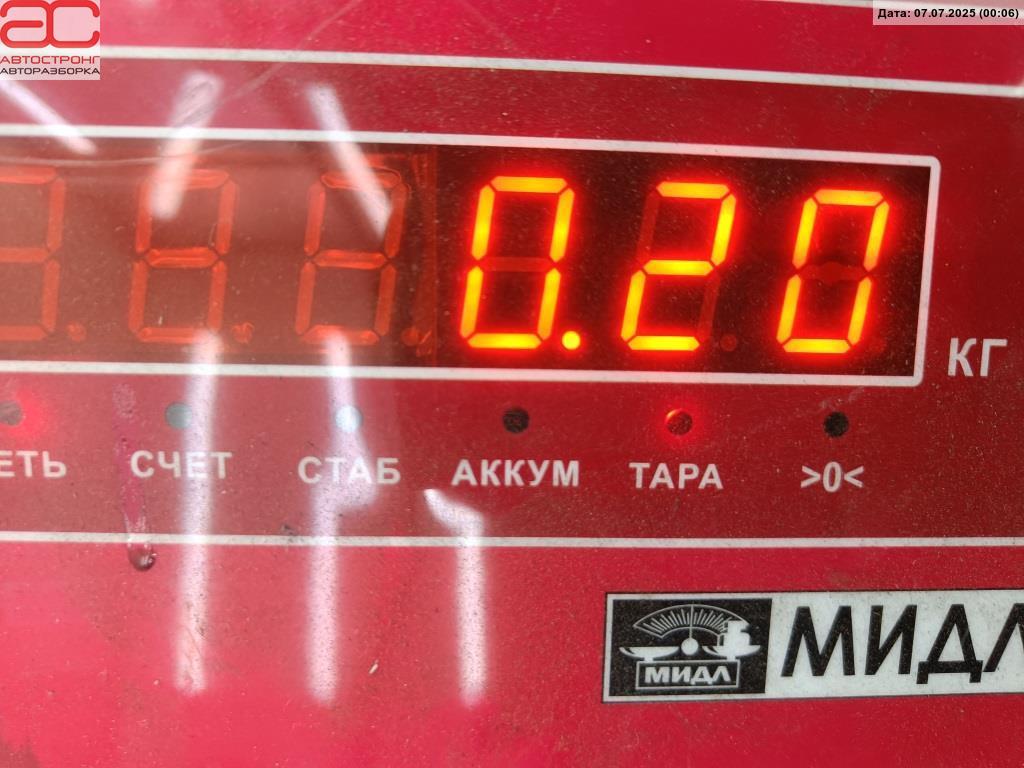 АС
АВТОСТРОНГ
АВТОРАЗБОРКА
Дата: 07.07.2025 (00:06)
0.20
КГ
ЕТЬ СЧЕТ СТАБ АККУМ ТАРА >0<
МИДЛ МИДЛ